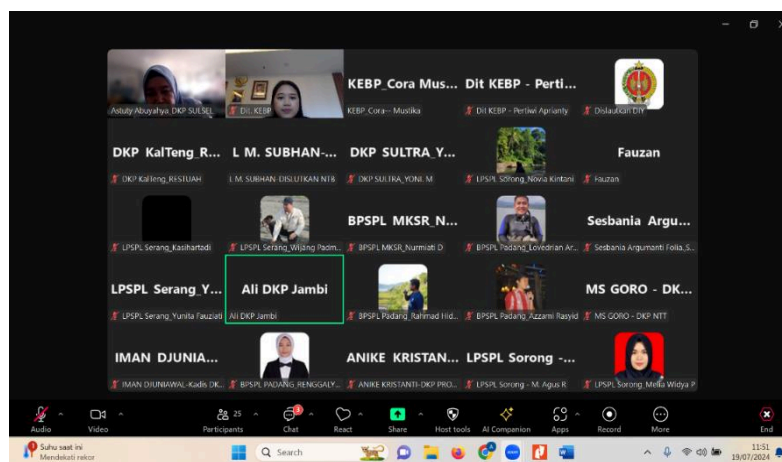 KEBP_Cora Mus... Dit KEBP - Perti...
Astuty Abuyahya_DKP SULSEL Dit. KEBP KEBP_Cora-- Mustika Dit KEBP - Pertiwi Aprianty Dislautkan DIY
DKP KalTeng_R... L M. SUBHAN-... DKP SULTRA_Y... Fauzan
DKP KalTeng_RESTUAH L M. SUBHAN-DISLUTKAN NTB DKP SULTRA_YONI. M LPSPL Sorong_Novia Kintani Fauzan
BPSPL MKSR_N... Sesbania Argu...
LPSPL Serang_Kasihartadi LPSPL Serang_Wijang Padm... BPSPL MKSR_Nurmiati D BPSPL Padang_Lovedrian Ar... Sesbania Argumanti Folia_S...
LPSPL Serang_Y... Ali DKP Jambi MS GORO - DK...
LPSPL Serang_Yunita Fauziati Ali DKP Jambi BPSPL Padang_Rahmad Hid... BPSPL Padang_Azzami Rasyid MS GORO - DKP NTT
IMAN DJUNIA... ANIKE KRISTAN... LPSPL Sorong -...
IMAN DJUNIAWAL-Kadis DK... BPSPL PADANG_RENGGALY... ANIKE KRISTANTI-DKP PRO... LPSPL Sorong - M. Agus R LPSPL Sorong_Mella Widya P
25 3
Audio Video Participants Chat React Share Host tools AI Companion Apps Record More End
Suhu saat ini
Mendekati rekor
Search
11:51
19/07/2024